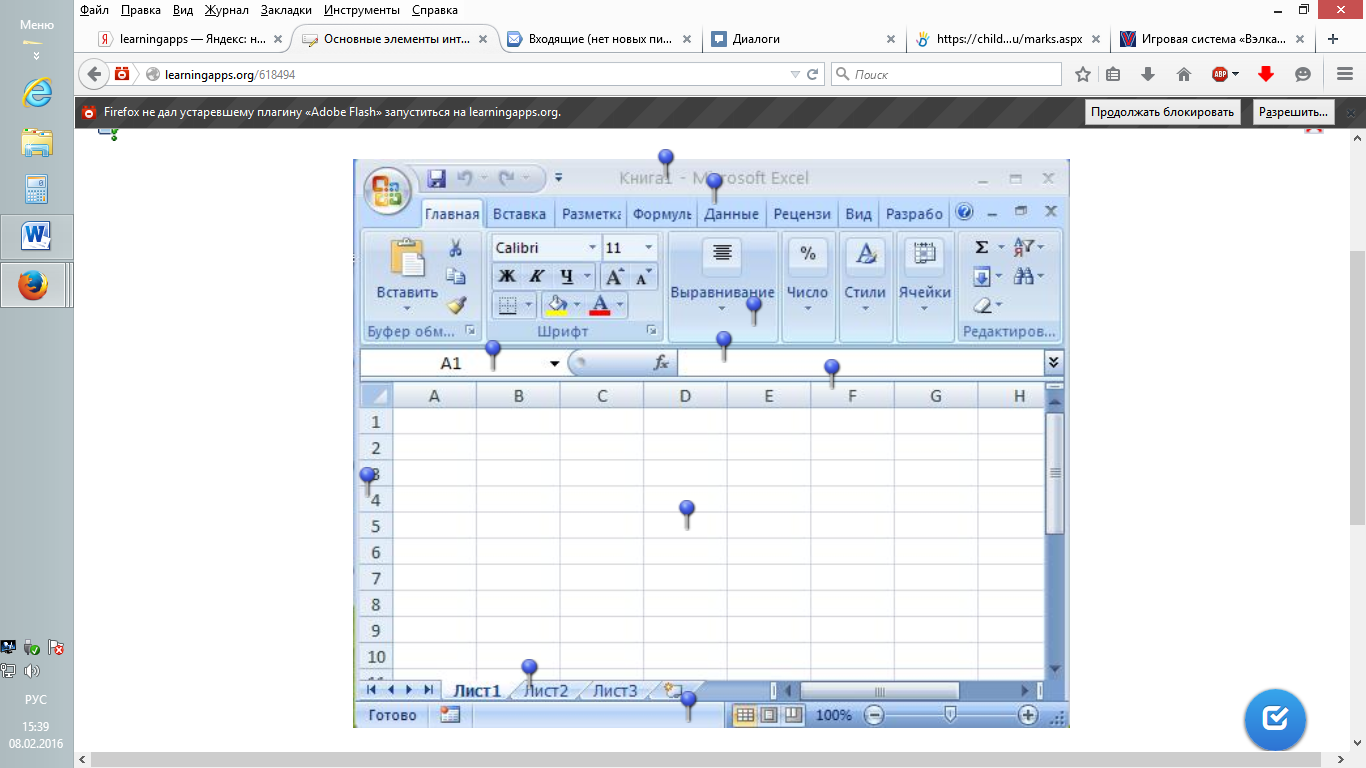 Файл Правка Вид Журнал Закладки Инструменты Справка
Меню
learningapps — Яндекс: н...
Основные элементы инт...
Входящие (нет новых пи...
Диалоги
https://child...u/marks.aspx
Игровая система «Вэлка...
learningapps.org/618494
Поиск
ABP
Firefox не дал устаревшему плагину «Adobe Flash» запуститься на learningapps.org.
Продолжать блокировать
Разрешить...
Книга1 - Microsoft Excel
Главная Вставка Разметка Формулы Данные Рецензи Вид Разрабо
Calibri 11
Ж К Ч A A
Вставить
Выравнивание
% Число
Стили
Ячейки
Σ
Буфер обм...
Шрифт
Редактиров...
A1
fx
A B C D E F G H
1
2
3
4
5
6
7
8
9
10
11
Лист1 Лист2 Лист3
Готово
100%
РУС
15:39
08.02.2016